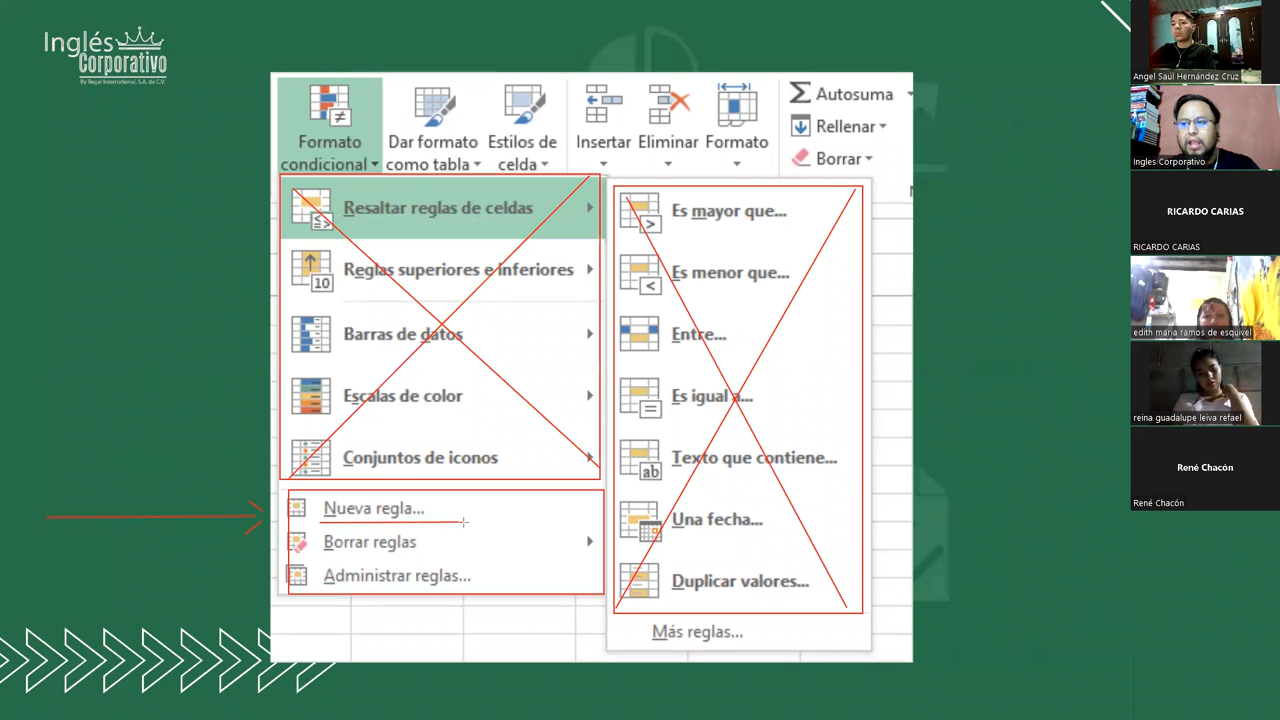 Inglés
Corporativo
By Regal International, S.A. de C.V.
Formato
condicional
Dar formato
como tabla
Estilos de
celda
Insertar
Eliminar
Formato
Autosuma
Rellenar
Borrar
Resaltar reglas de celdas
Reglas superiores e inferiores
10
Barras de datos
Escalas de color
Conjuntos de iconos
Nueva regla...
Borrar reglas
Administrar reglas...
Es mayor que...
Es menor que...
Entre...
Es igual a...
ab
Texto que contiene...
Una fecha...
Duplicar valores...
Más reglas...
Angel Saúl Hernández Cruz
Ingles Corporativo
RICARDO CARIAS
RICARDO CARIAS
edith maria ramos de esquivel
reina guadalupe leiva refael
René Chacón
René Chacón